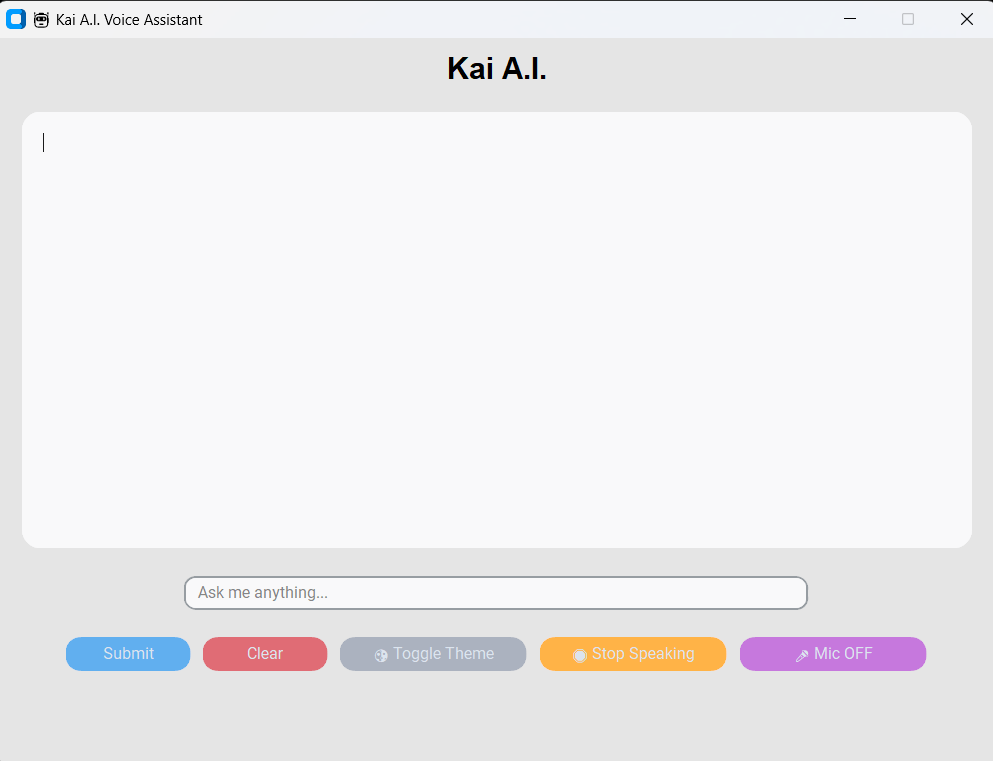 Kai A.I. Voice Assistant
Kai A.I.
Ask me anything...
Submit
Clear
Toggle Theme
Stop Speaking
Mic OFF